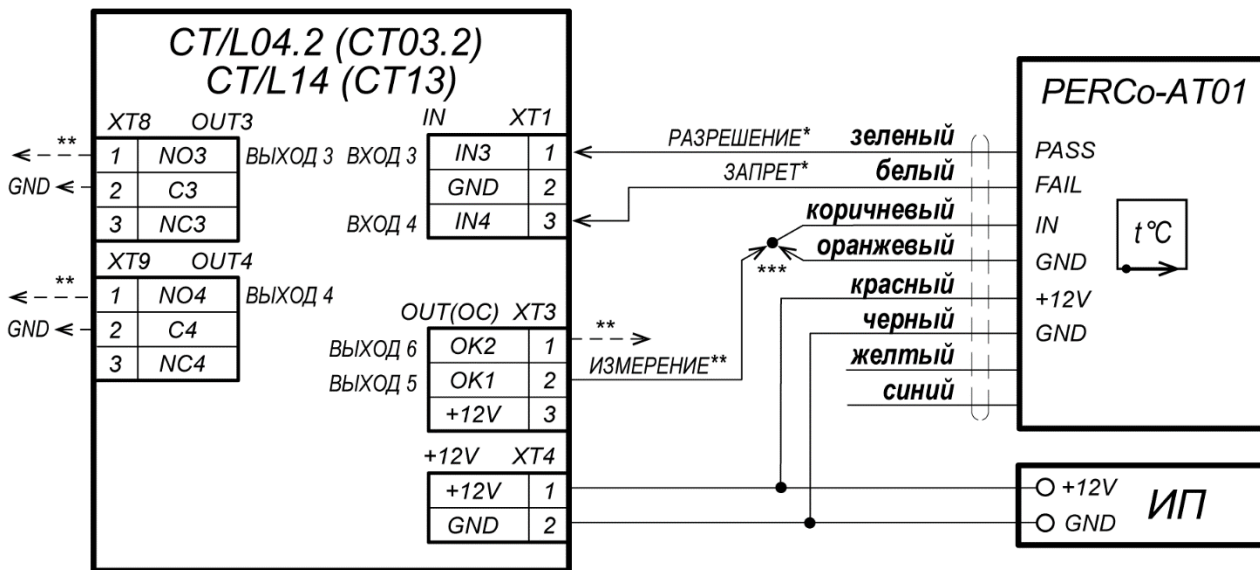 CT/L04.2 (CT03.2)
CT/L14 (CT13)
XT8 OUT3
** 1 NO3 ВЫХОД 3
GND 2 C3
3 NC3
XT9 OUT4
** 1 NO4 ВЫХОД 4
GND 2 C4
3 NC4
IN XT1
ВХОД 3 IN3 1
GND 2
ВХОД 4 IN4 3
OUT(OC) XT3
ВЫХОД 6 OK2 1 **
ВЫХОД 5 OK1 2 ИЗМЕРЕНИЕ**
+12V 3
+12V XT4
+12V 1
GND 2
PERCo-AT01
РАЗРЕШЕНИЕ* зеленый PASS
ЗАПРЕТ* белый FAIL
коричневый IN
*** оранжевый GND
красный +12V
черный GND
желтый
синий
t°C
+12V
GND
ИП